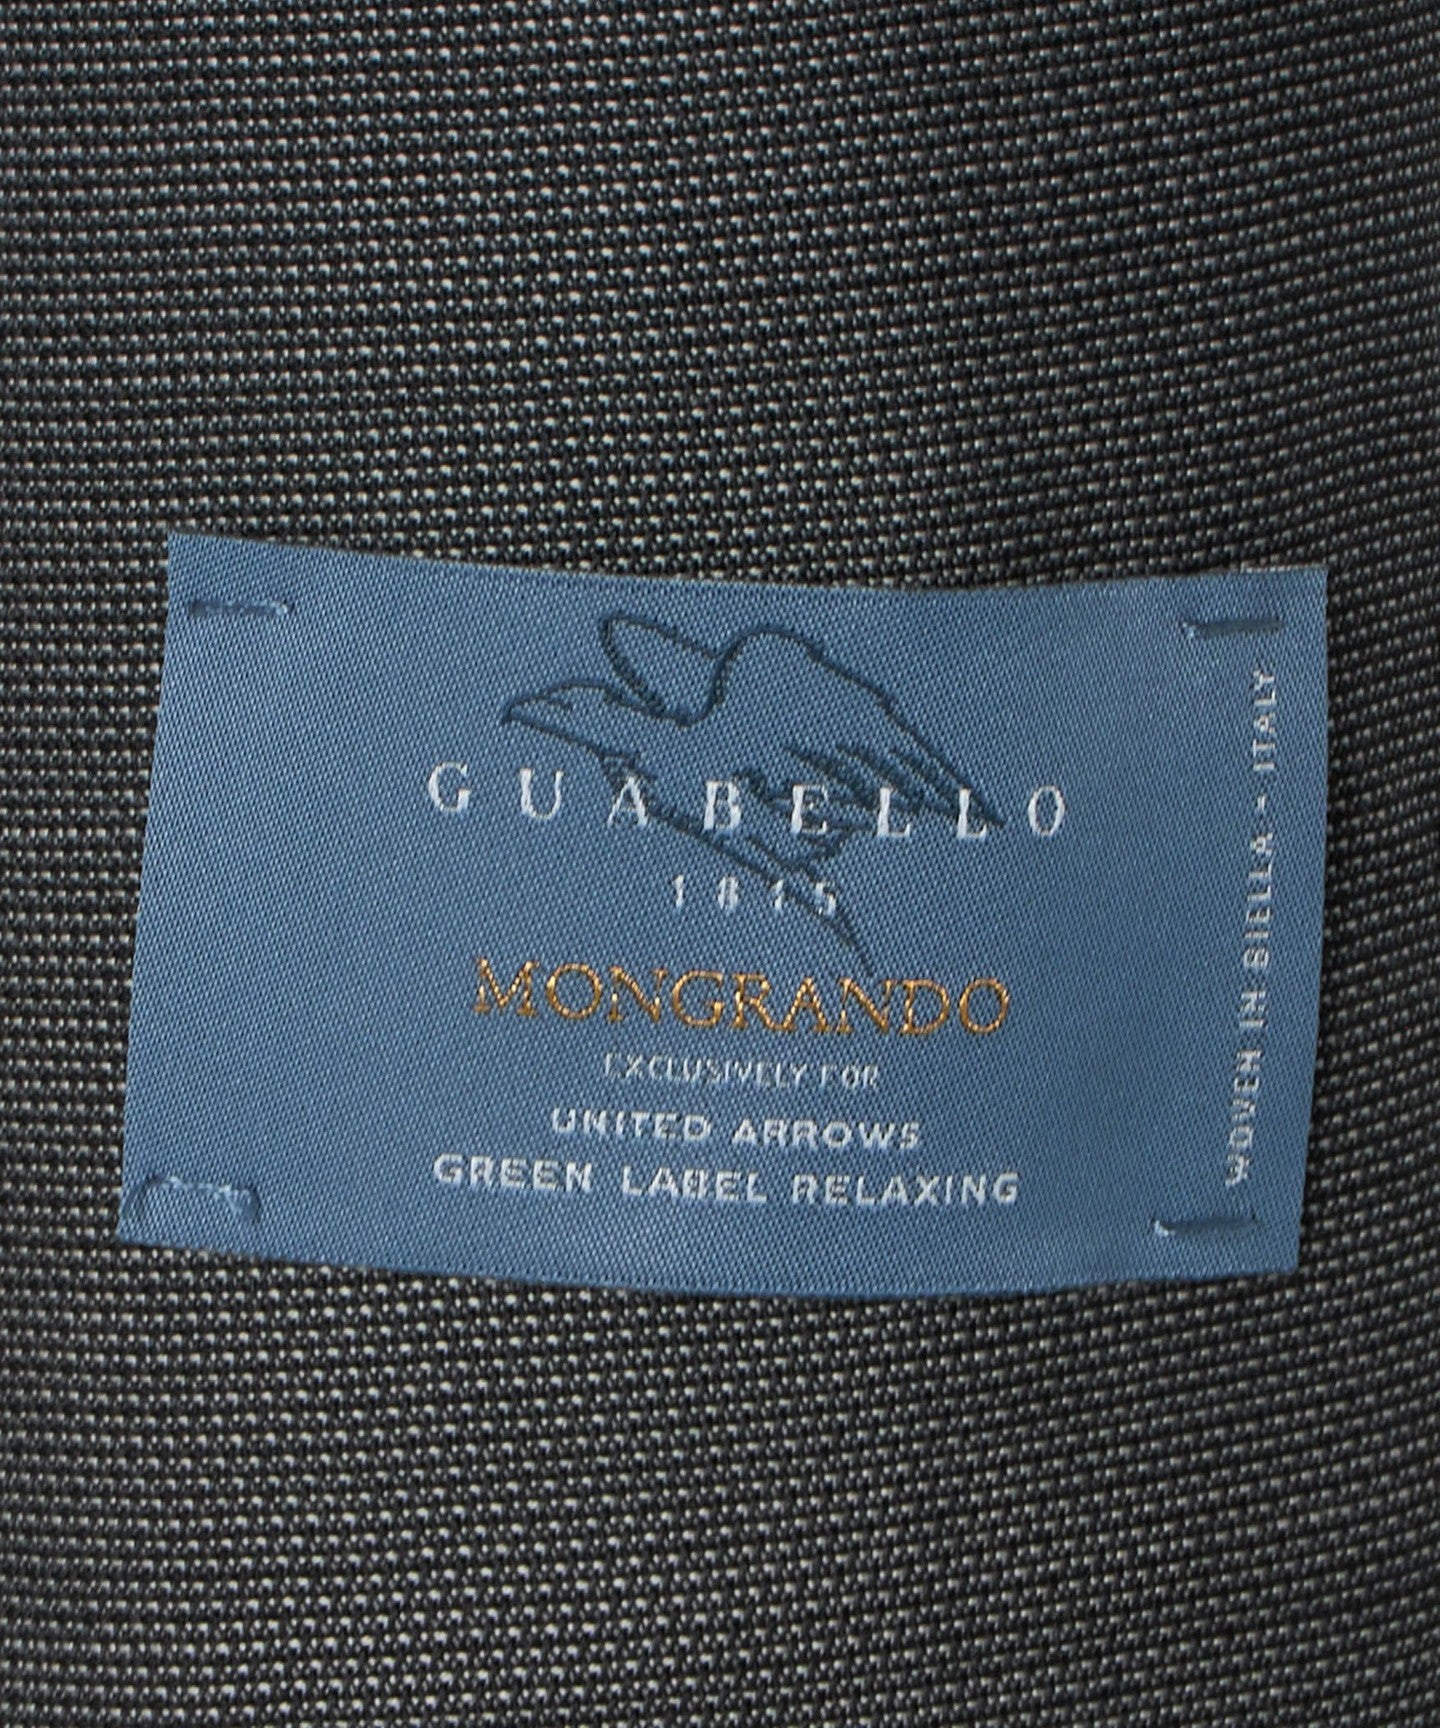 GUABELLO
1815
MONGRANDO
EXCLUSIVELY FOR
UNITED ARROWS
GREEN LABEL RELAXING
WOVEN IN BIELLA - ITALY